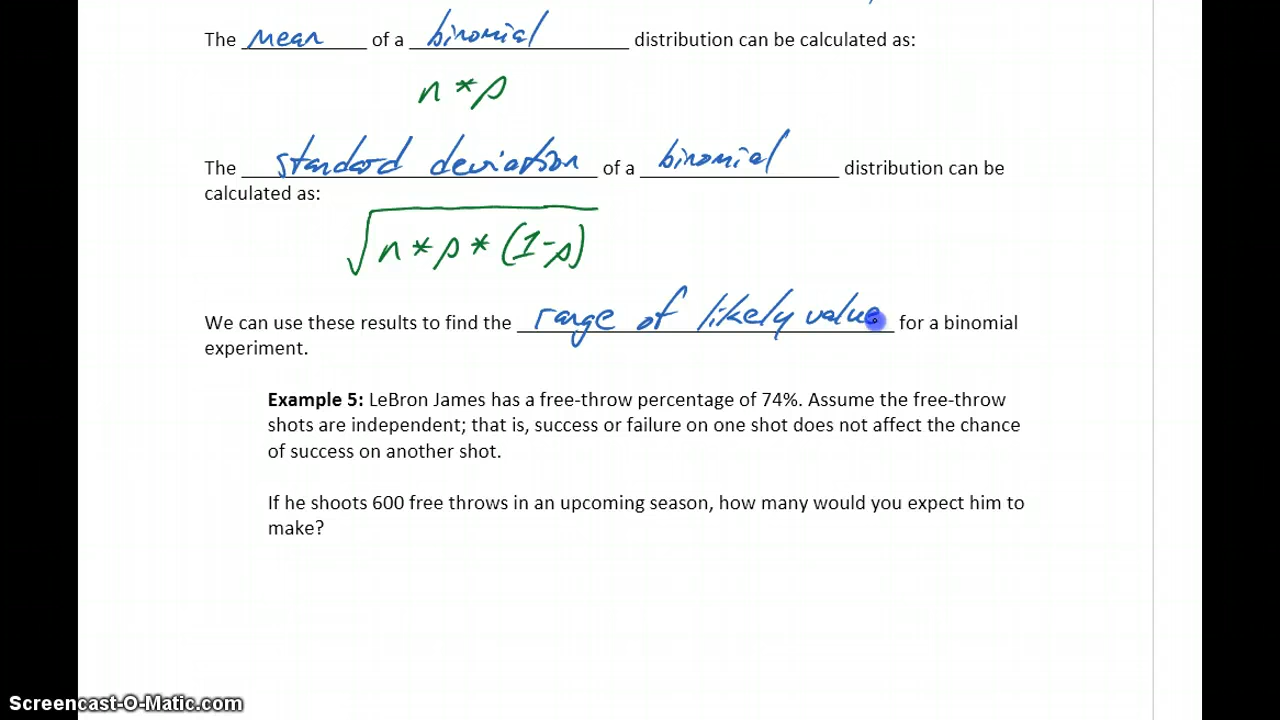 The mean of a binomial distribution can be calculated as:
n * p
The standard deviation of a binomial distribution can be
calculated as:
√n * p * (1-p)
We can use these results to find the range of likely value for a binomial
experiment.
Example 5: LeBron James has a free-throw percentage of 74%. Assume the free-throw
shots are independent; that is, success or failure on one shot does not affect the chance
of success on another shot.
If he shoots 600 free throws in an upcoming season, how many would you expect him to
make?
Screencast-O-Matic.com